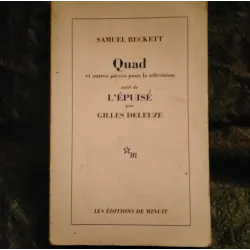 SAMUEL BECKETT
Quad
et autres pièces pour la télévision
suivi de
L'ÉPUISÉ
par
GILLES DELEUZE
m
LES ÉDITIONS DE MINUIT